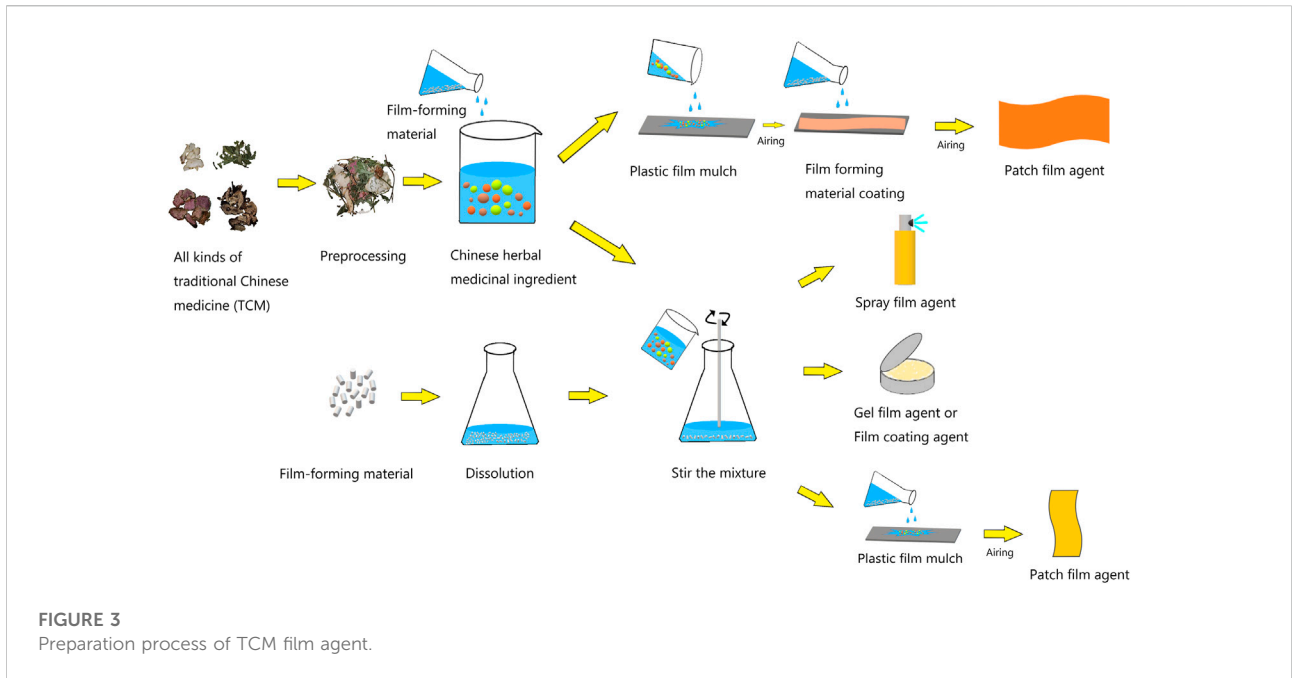 Film-forming
material
All kinds of
traditional Chinese
medicine (TCM)
Preprocessing
Chinese herbal
medicinal ingredient
Plastic film mulch
Airing
Film forming
material coating
Airing
Patch film agent
Spray film agent
Gel film agent or
Film coating agent
Film-forming material
Dissolution
Stir the mixture
Plastic film mulch
Airing
Patch film agent
FIGURE 3
Preparation process of TCM film agent.